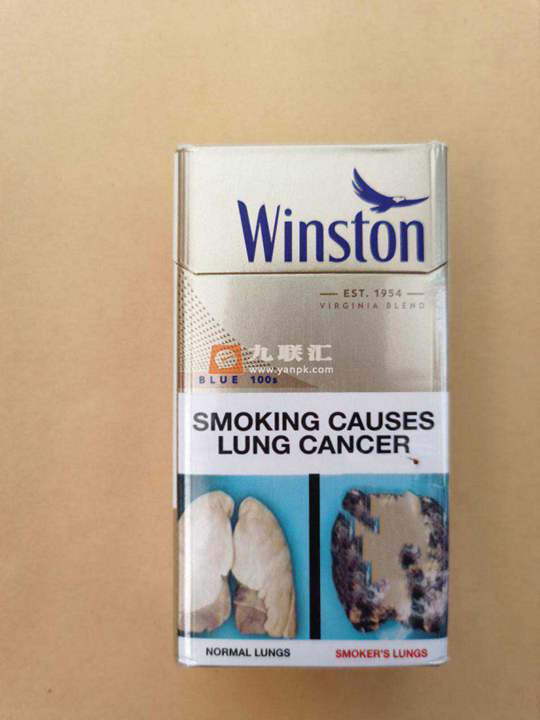 Winston
EST. 1954
VIRGINIA BLEND
九联汇
www.yanpk.com
BLUE 100s
SMOKING CAUSES
LUNG CANCER
NORMAL LUNGS
SMOKER'S LUNGS